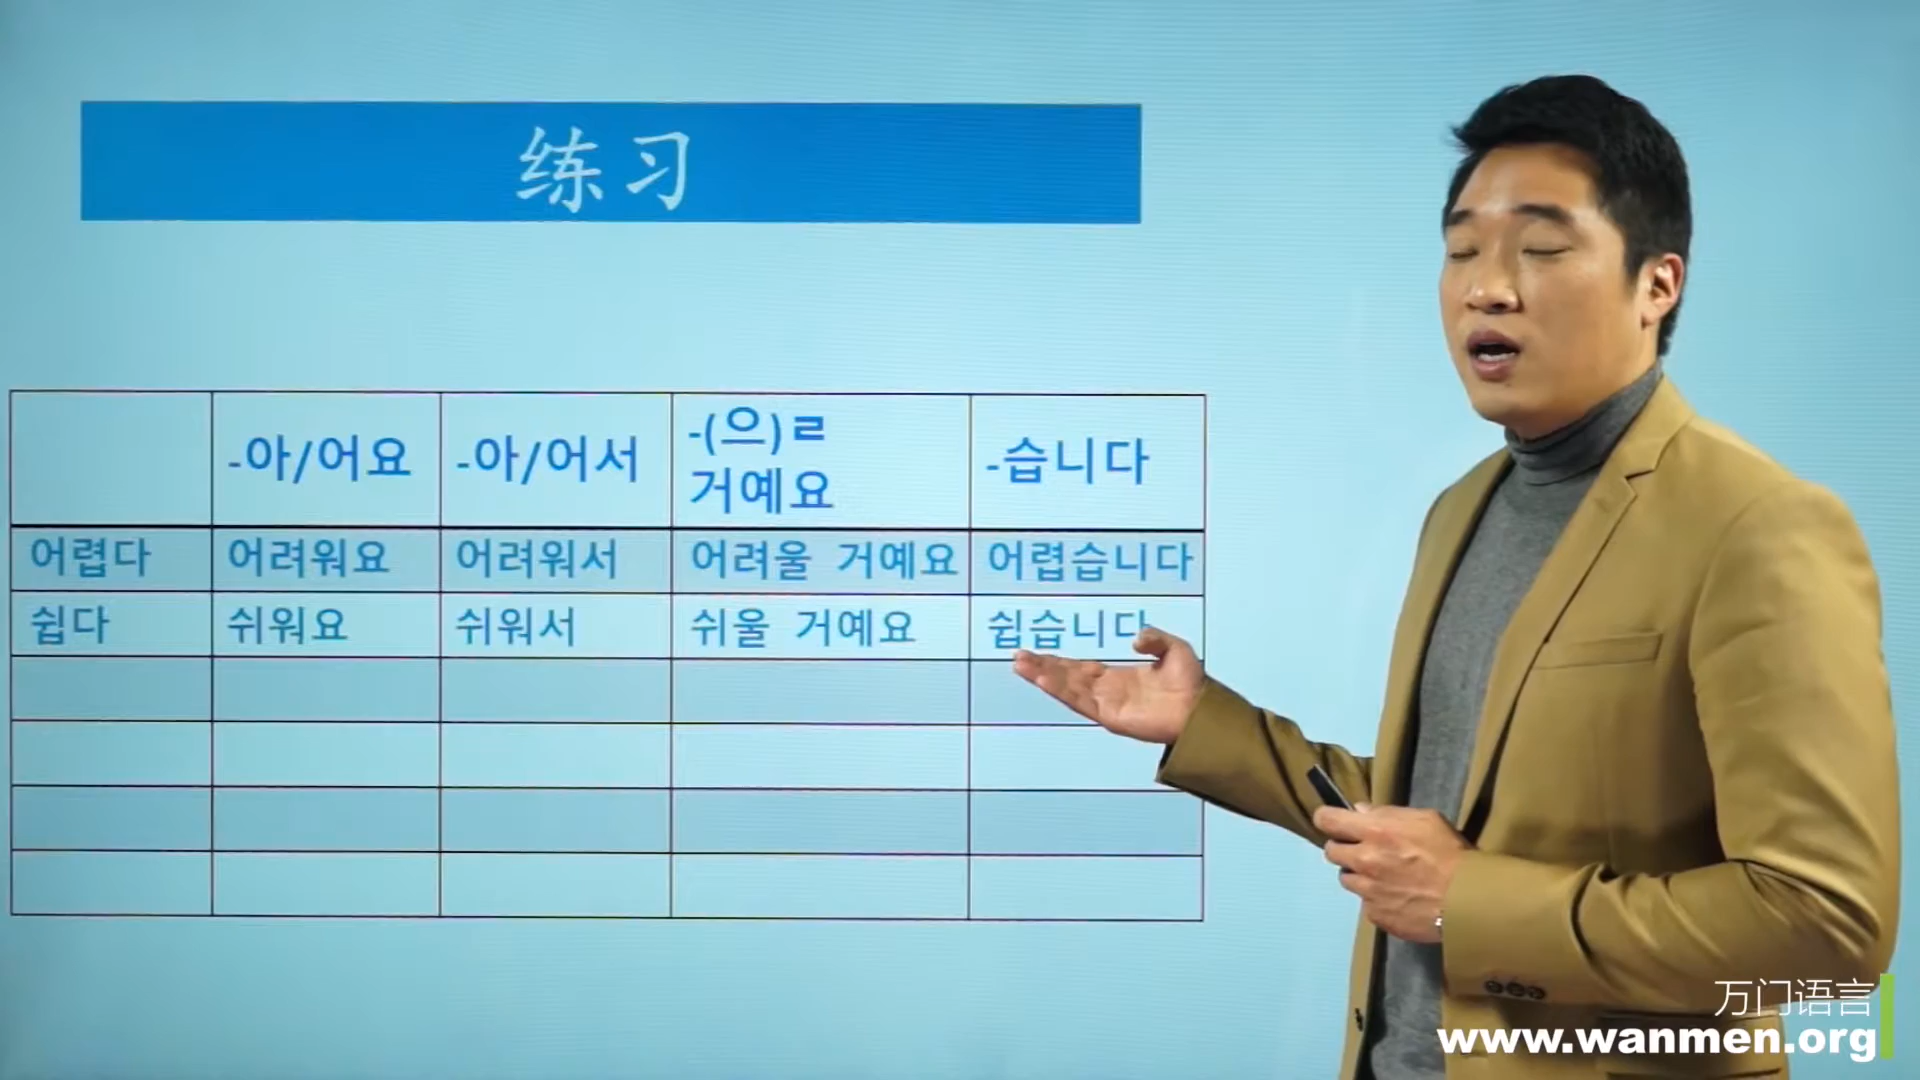 练习
-아/어요 -아/어서 -(으)ㄹ 거예요 -습니다
어렵다 어려워요 어려워서 어려울 거예요 어렵습니다
쉽다 쉬워요 쉬워서 쉬울 거예요 쉽습니다
万门语言
www.wanmen.org